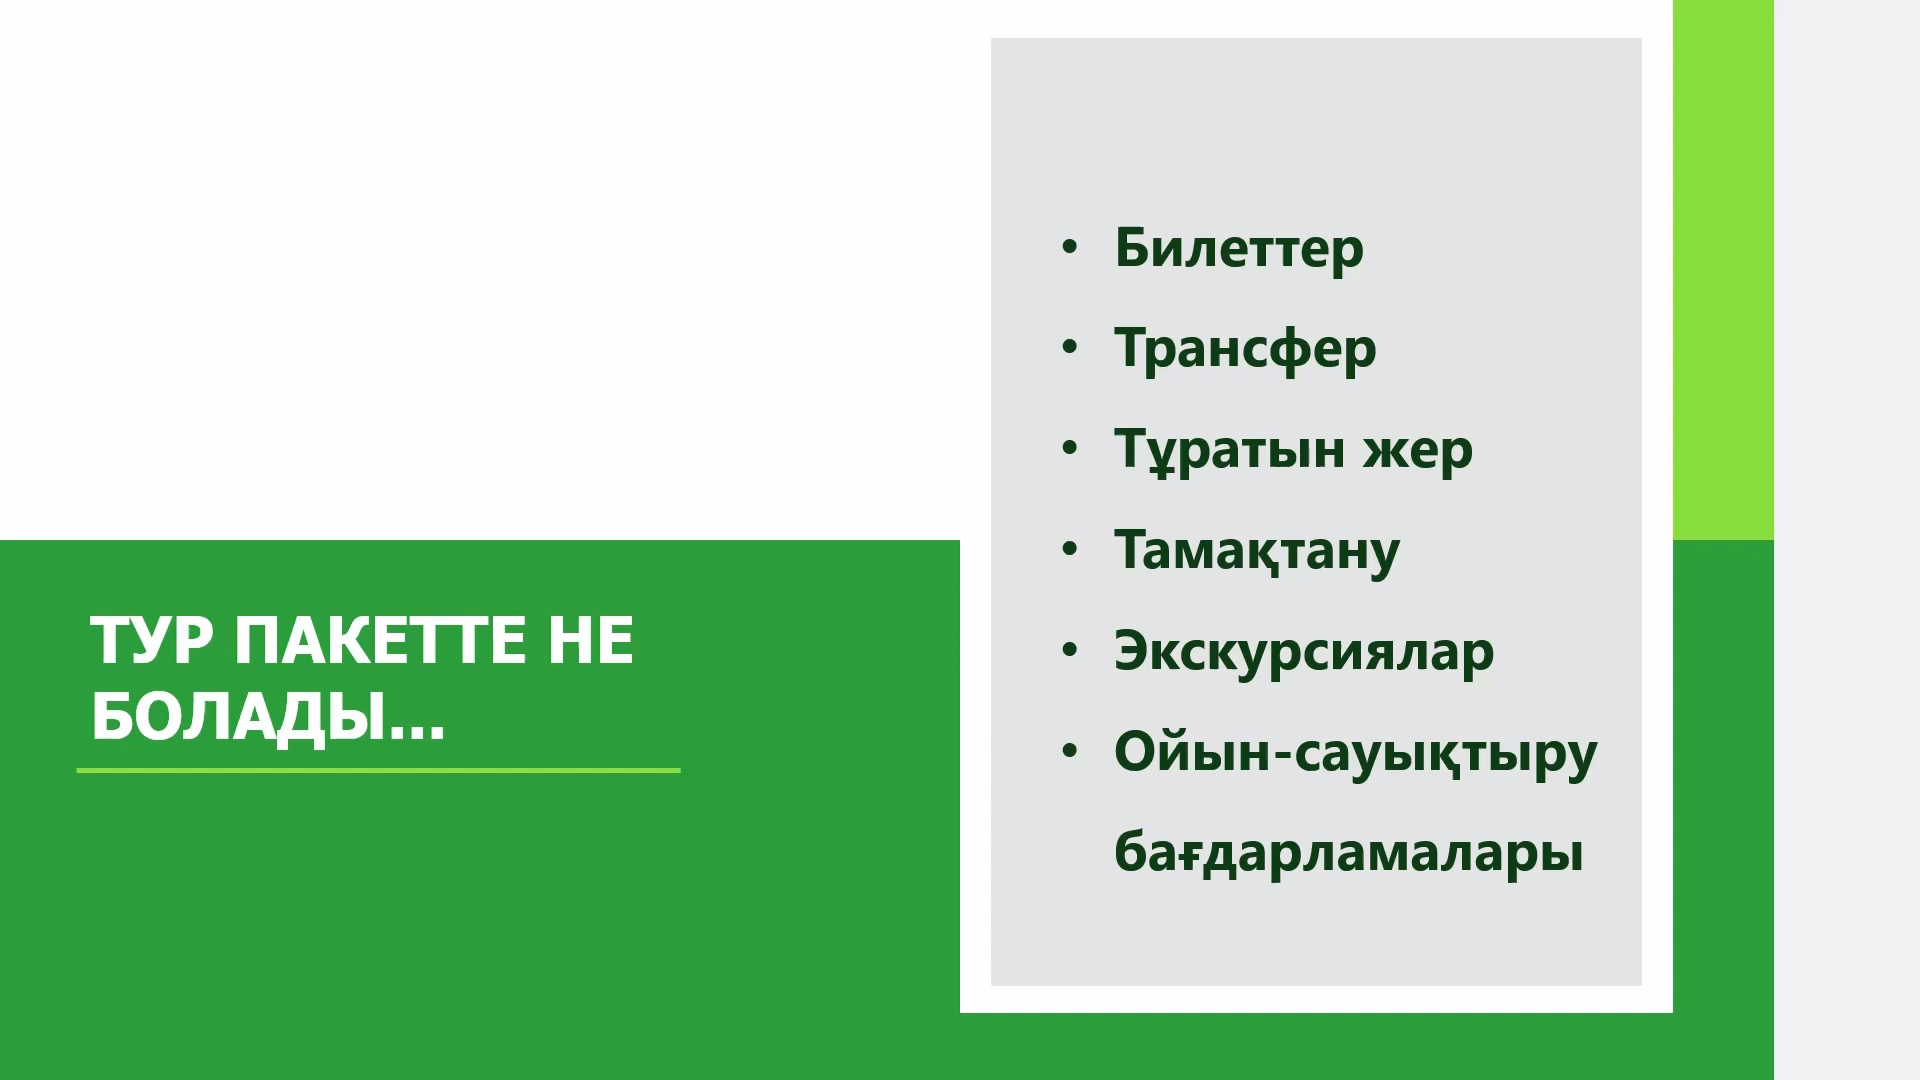 ТУР ПАКЕТТЕ НЕ
БОЛАДЫ...
• Билеттер
• Трансфер
• Тұратын жер
• Тамақтану
• Экскурсиялар
• Ойын-сауықтыру
бағдарламалары